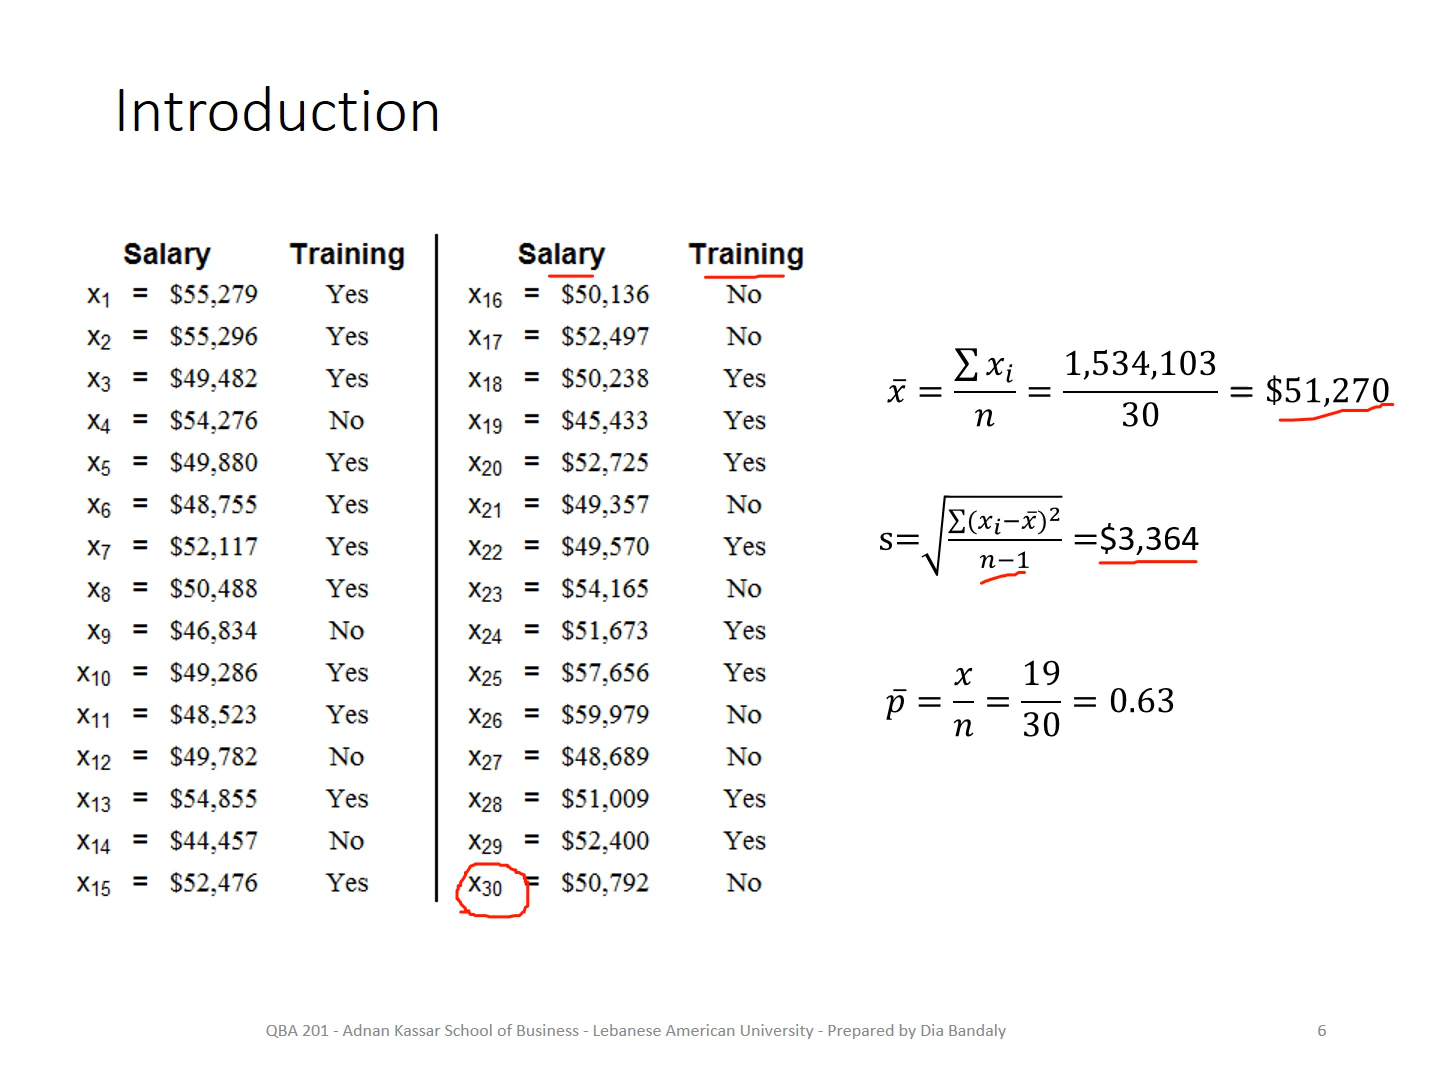 Introduction
Salary Training Salary Training
x1 = $55,279 Yes x16 = $50,136 No
x2 = $55,296 Yes x17 = $52,497 No
x3 = $49,482 Yes x18 = $50,238 Yes
x4 = $54,276 No x19 = $45,433 Yes
x5 = $49,880 Yes x20 = $52,725 Yes
x6 = $48,755 Yes x21 = $49,357 No
x7 = $52,117 Yes x22 = $49,570 Yes
x8 = $50,488 Yes x23 = $54,165 No
x9 = $46,834 No x24 = $51,673 Yes
x10 = $49,286 Yes x25 = $57,656 Yes
x11 = $48,523 Yes x26 = $59,979 No
x12 = $49,782 No x27 = $48,689 No
x13 = $54,855 Yes x28 = $51,009 Yes
x14 = $44,457 No x29 = $52,400 Yes
x15 = $52,476 Yes x30 = $50,792 No
x̄ = ∑ xi / n = 1,534,103 / 30 = $51,270
s=√(∑(xi−x̄)² / n−1) =$3,364
p̄ = x / n = 19 / 30 = 0.63
QBA 201 - Adnan Kassar School of Business - Lebanese American University - Prepared by Dia Bandaly 6